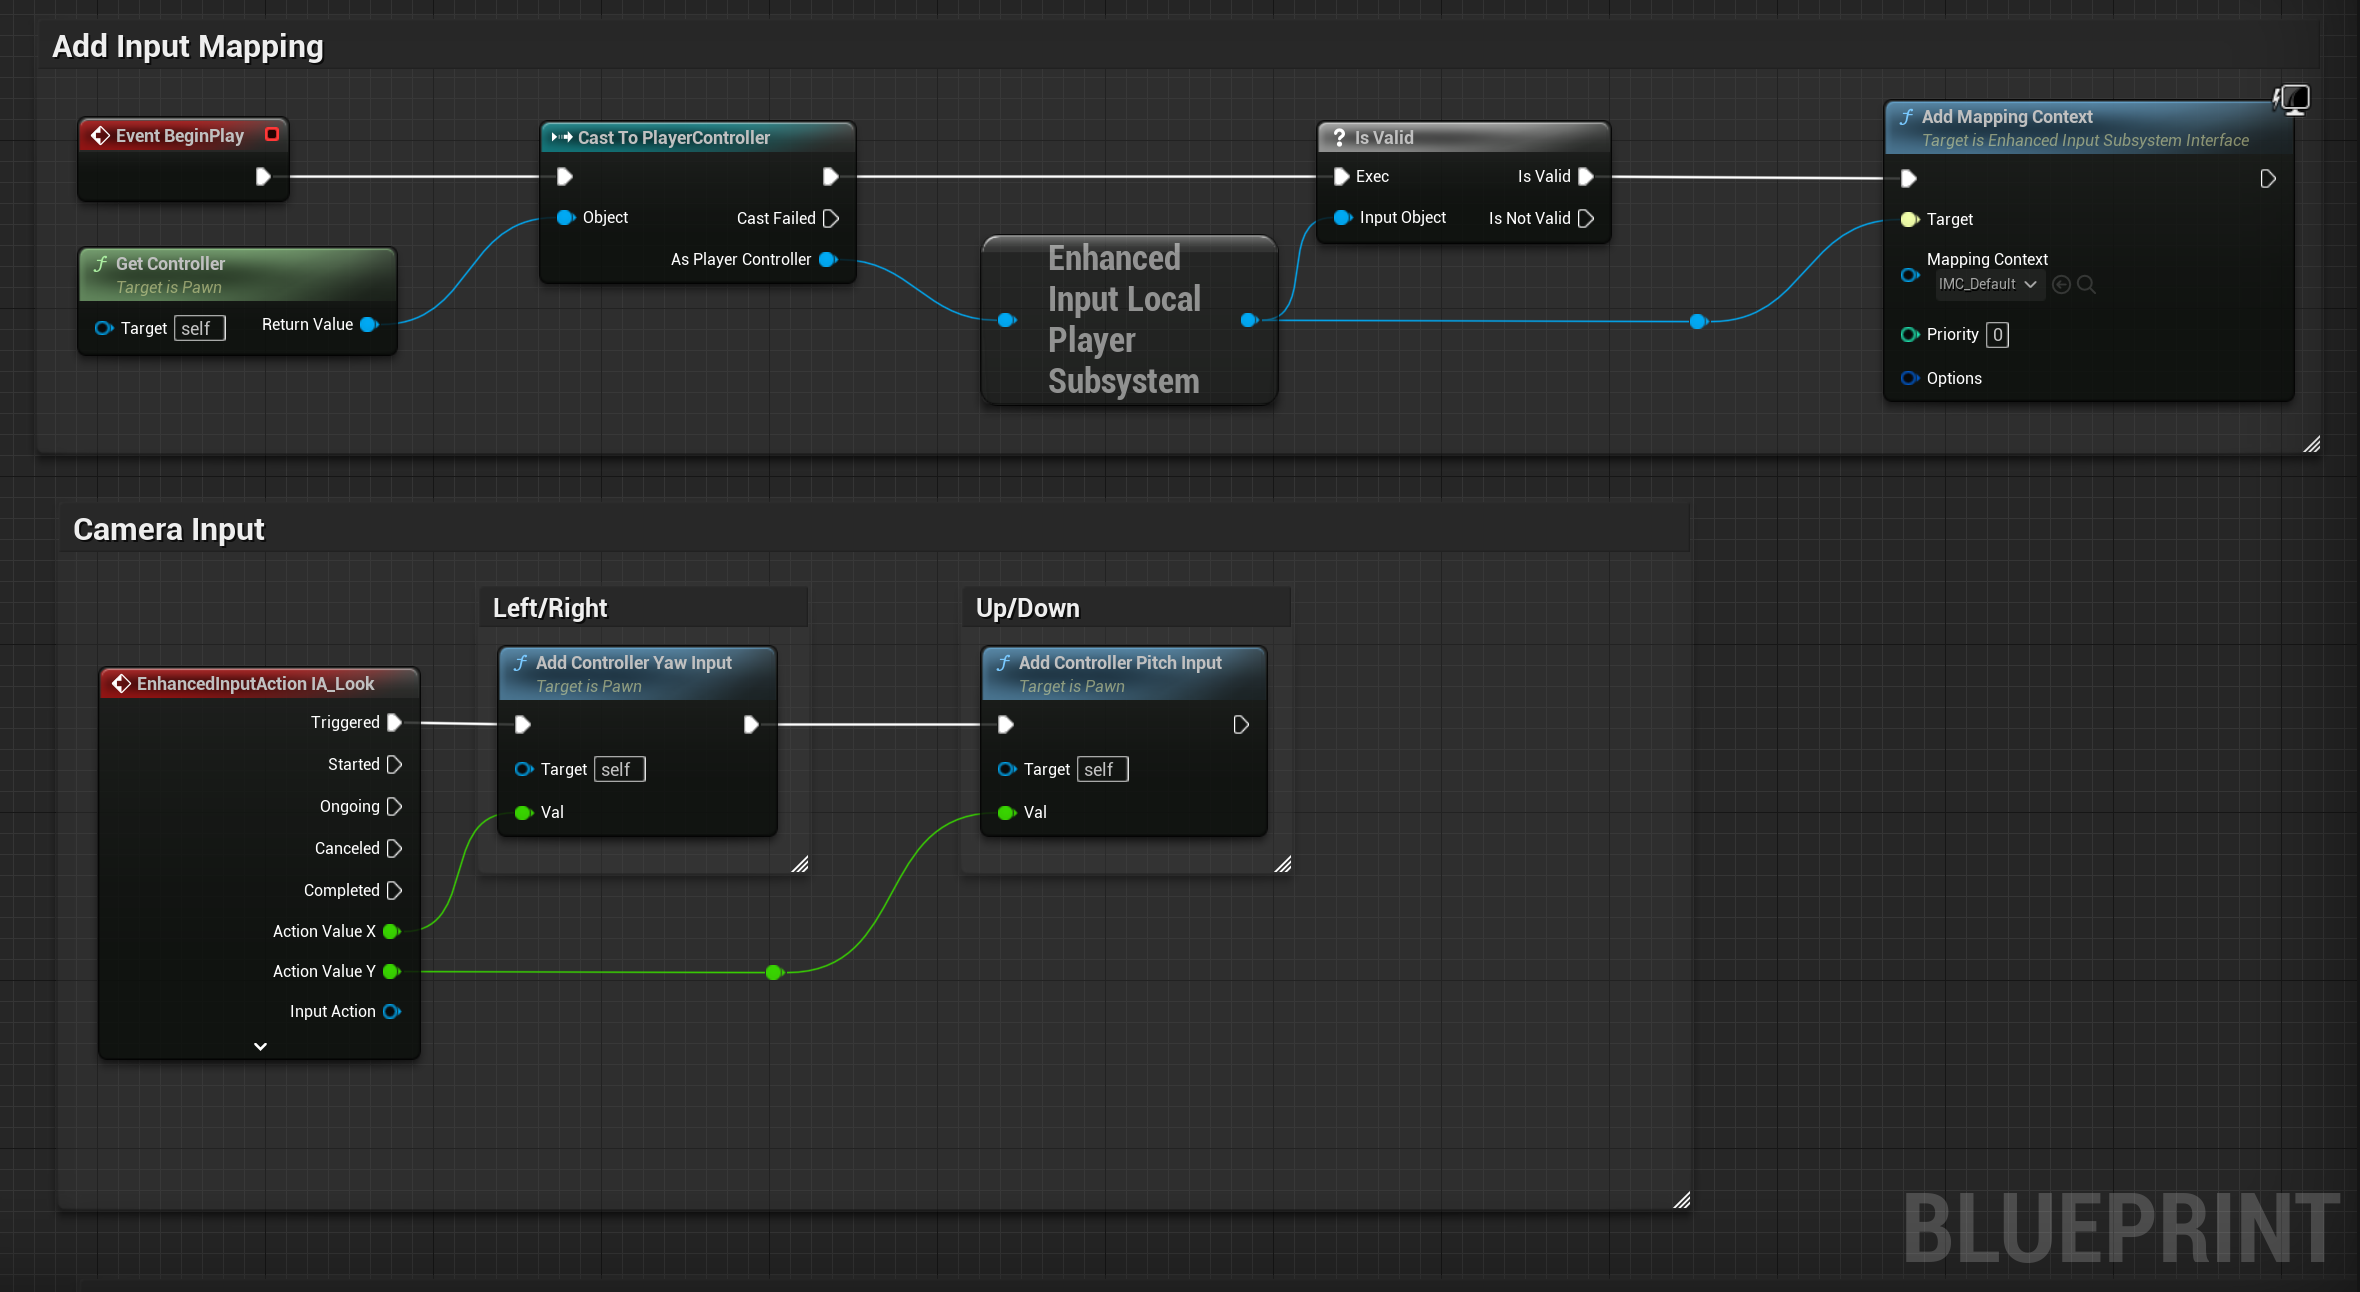 Add Input Mapping
Event BeginPlay
Cast To PlayerController
Object
Cast Failed
As Player Controller
Get Controller
Target is Pawn
Target self
Return Value
Enhanced
Input Local
Player
Subsystem
Is Valid
Exec
Is Valid
Input Object
Is Not Valid
Add Mapping Context
Target is Enhanced Input Subsystem Interface
Target
Mapping Context
IMC_Default
Priority 0
Options
Camera Input
EnhancedInputAction IA_Look
Triggered
Started
Ongoing
Canceled
Completed
Action Value X
Action Value Y
Input Action
Left/Right
Add Controller Yaw Input
Target is Pawn
Target self
Val
Up/Down
Add Controller Pitch Input
Target is Pawn
Target self
Val
BLUEPRINT